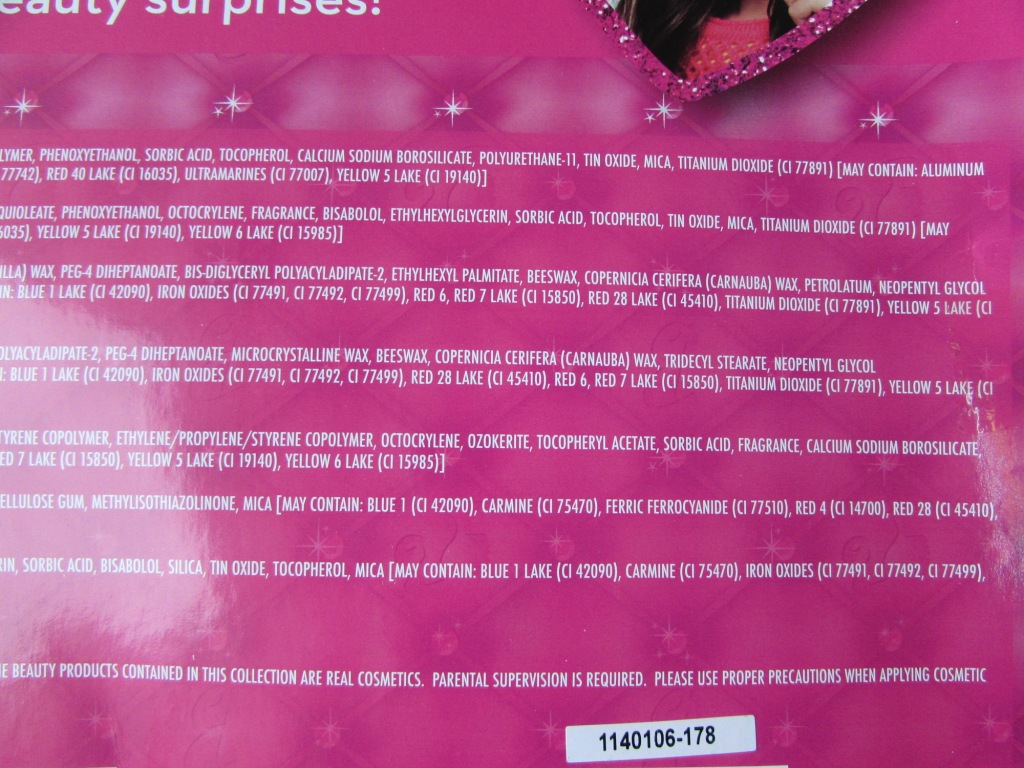 eauty surprises!
LYMER, PHENOXYETHANOL, SORBIC ACID, TOCOPHEROL, CALCIUM SODIUM BOROSILICATE, POLYURETHANE-11, TIN OXIDE, MICA, TITANIUM DIOXIDE (CI 77891) [MAY CONTAIN: ALUMINUM
77742), RED 40 LAKE (CI 16035), ULTRAMARINES (CI 77007), YELLOW 5 LAKE (CI 19140)]
QUIOLEATE, PHENOXYETHANOL, OCTOCRYLENE, FRAGRANCE, BISABOLOL, ETHYLHEXYLGLYCERIN, SORBIC ACID, TOCOPHEROL, TIN OXIDE, MICA, TITANIUM DIOXIDE (CI 77891) [MAY
6035), YELLOW 5 LAKE (CI 19140), YELLOW 6 LAKE (CI 15985)]
ILLA) WAX, PEG-4 DIHEPTANOATE, BIS-DIGLYCERYL POLYACYLADIPATE-2, ETHYLHEXYL PALMITATE, BEESWAX, COPERNICIA CERIFERA (CARNAUBA) WAX, PETROLATUM, NEOPENTYL GLYCOL
IN: BLUE 1 LAKE (CI 42090), IRON OXIDES (CI 77491, CI 77492, CI 77499), RED 6, RED 7 LAKE (CI 15850), RED 28 LAKE (CI 45410), TITANIUM DIOXIDE (CI 77891), YELLOW 5 LAKE (CI
OLYACYLADIPATE-2, PEG-4 DIHEPTANOATE, MICROCRYSTALLINE WAX, BEESWAX, COPERNICIA CERIFERA (CARNAUBA) WAX, TRIDECYL STEARATE, NEOPENTYL GLYCOL
: BLUE 1 LAKE (CI 42090), IRON OXIDES (CI 77491, CI 77492, CI 77499), RED 28 LAKE (CI 45410), RED 6, RED 7 LAKE (CI 15850), TITANIUM DIOXIDE (CI 77891), YELLOW 5 LAKE (CI
TYRENE COPOLYMER, ETHYLENE/PROPYLENE/STYRENE COPOLYMER, OCTOCRYLENE, OZOKERITE, TOCOPHERYL ACETATE, SORBIC ACID, FRAGRANCE, CALCIUM SODIUM BOROSILICATE,
ED 7 LAKE (CI 15850), YELLOW 5 LAKE (CI 19140), YELLOW 6 LAKE (CI 15985)]
ELLULOSE GUM, METHYLISOTHIAZOLINONE, MICA [MAY CONTAIN: BLUE 1 (CI 42090), CARMINE (CI 75470), FERRIC FERROCYANIDE (CI 77510), RED 4 (CI 14700), RED 28 (CI 45410),
RIN, SORBIC ACID, BISABOLOL, SILICA, TIN OXIDE, TOCOPHEROL, MICA [MAY CONTAIN: BLUE 1 LAKE (CI 42090), CARMINE (CI 75470), IRON OXIDES (CI 77491, CI 77492, CI 77499),
E BEAUTY PRODUCTS CONTAINED IN THIS COLLECTION ARE REAL COSMETICS. PARENTAL SUPERVISION IS REQUIRED. PLEASE USE PROPER PRECAUTIONS WHEN APPLYING COSMETIC
1140106-178